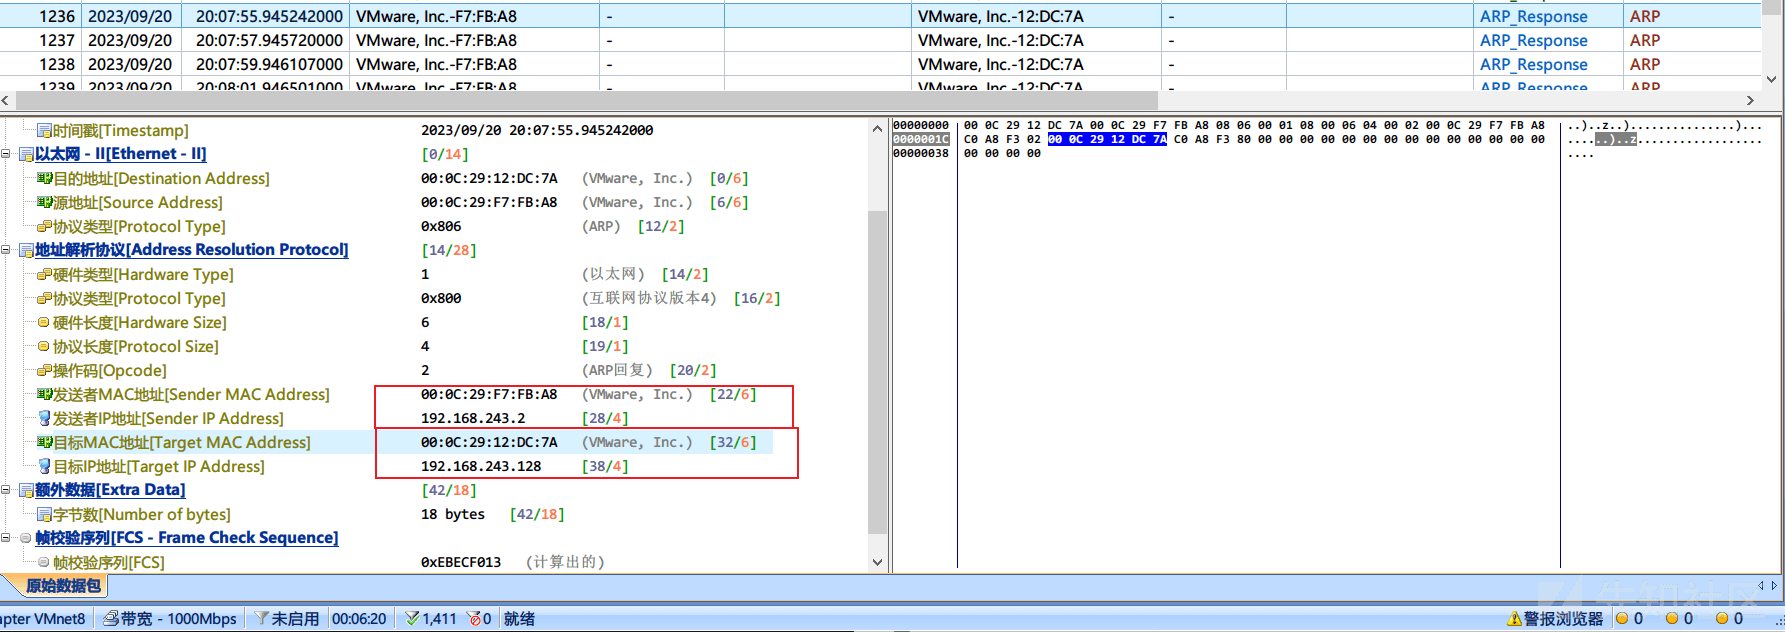 1236 2023/09/20 20:07:55.945242000 VMware, Inc.-F7:FB:A8 - VMware, Inc.-12:DC:7A - ARP_Response ARP
1237 2023/09/20 20:07:57.945720000 VMware, Inc.-F7:FB:A8 - VMware, Inc.-12:DC:7A - ARP_Response ARP
1238 2023/09/20 20:07:59.946107000 VMware, Inc.-F7:FB:A8 - VMware, Inc.-12:DC:7A - ARP_Response ARP
1239 2023/09/20 20:08:01.946501000 VMware, Inc.-F7:FB:A8 - VMware, Inc.-12:DC:7A - ARP_Response ARP
时间戳[Timestamp] 2023/09/20 20:07:55.945242000
以太网 - II[Ethernet - II] [0/14]
目的地址[Destination Address] 00:0C:29:12:DC:7A (VMware, Inc.) [0/6]
源地址[Source Address] 00:0C:29:F7:FB:A8 (VMware, Inc.) [6/6]
协议类型[Protocol Type] 0x806 (ARP) [12/2]
地址解析协议[Address Resolution Protocol] [14/28]
硬件类型[Hardware Type] 1 (以太网) [14/2]
协议类型[Protocol Type] 0x800 (互联网协议版本4) [16/2]
硬件长度[Hardware Size] 6 [18/1]
协议长度[Protocol Size] 4 [19/1]
操作码[Opcode] 2 (ARP回复) [20/2]
发送者MAC地址[Sender MAC Address] 00:0C:29:F7:FB:A8 (VMware, Inc.) [22/6]
发送者IP地址[Sender IP Address] 192.168.243.2 [28/4]
目标MAC地址[Target MAC Address] 00:0C:29:12:DC:7A (VMware, Inc.) [32/6]
目标IP地址[Target IP Address] 192.168.243.128 [38/4]
额外数据[Extra Data] [42/18]
字节数[Number of bytes] 18 bytes [42/18]
帧校验序列[FCS - Frame Check Sequence]
帧校验序列[FCS] 0xEBECF013 (计算出的)
00000000 00 0C 29 12 DC 7A 00 0C 29 F7 FB A8 08 06 00 01 08 00 06 04 00 02 00 0C 29 F7 FB A8 ..)..z..)..............)...
0000001C C0 A8 F3 02 00 0C 29 12 DC 7A C0 A8 F3 80 00 00 00 00 00 00 00 00 00 00 00 00 00 00 ......)..z..................
00000038 00 00 00 00 ....
原始数据包
apter VMnet8 带宽 - 1000Mbps 未启用 00:06:20 1,411 0 就绪 警报浏览器 0 0 0
先知社区